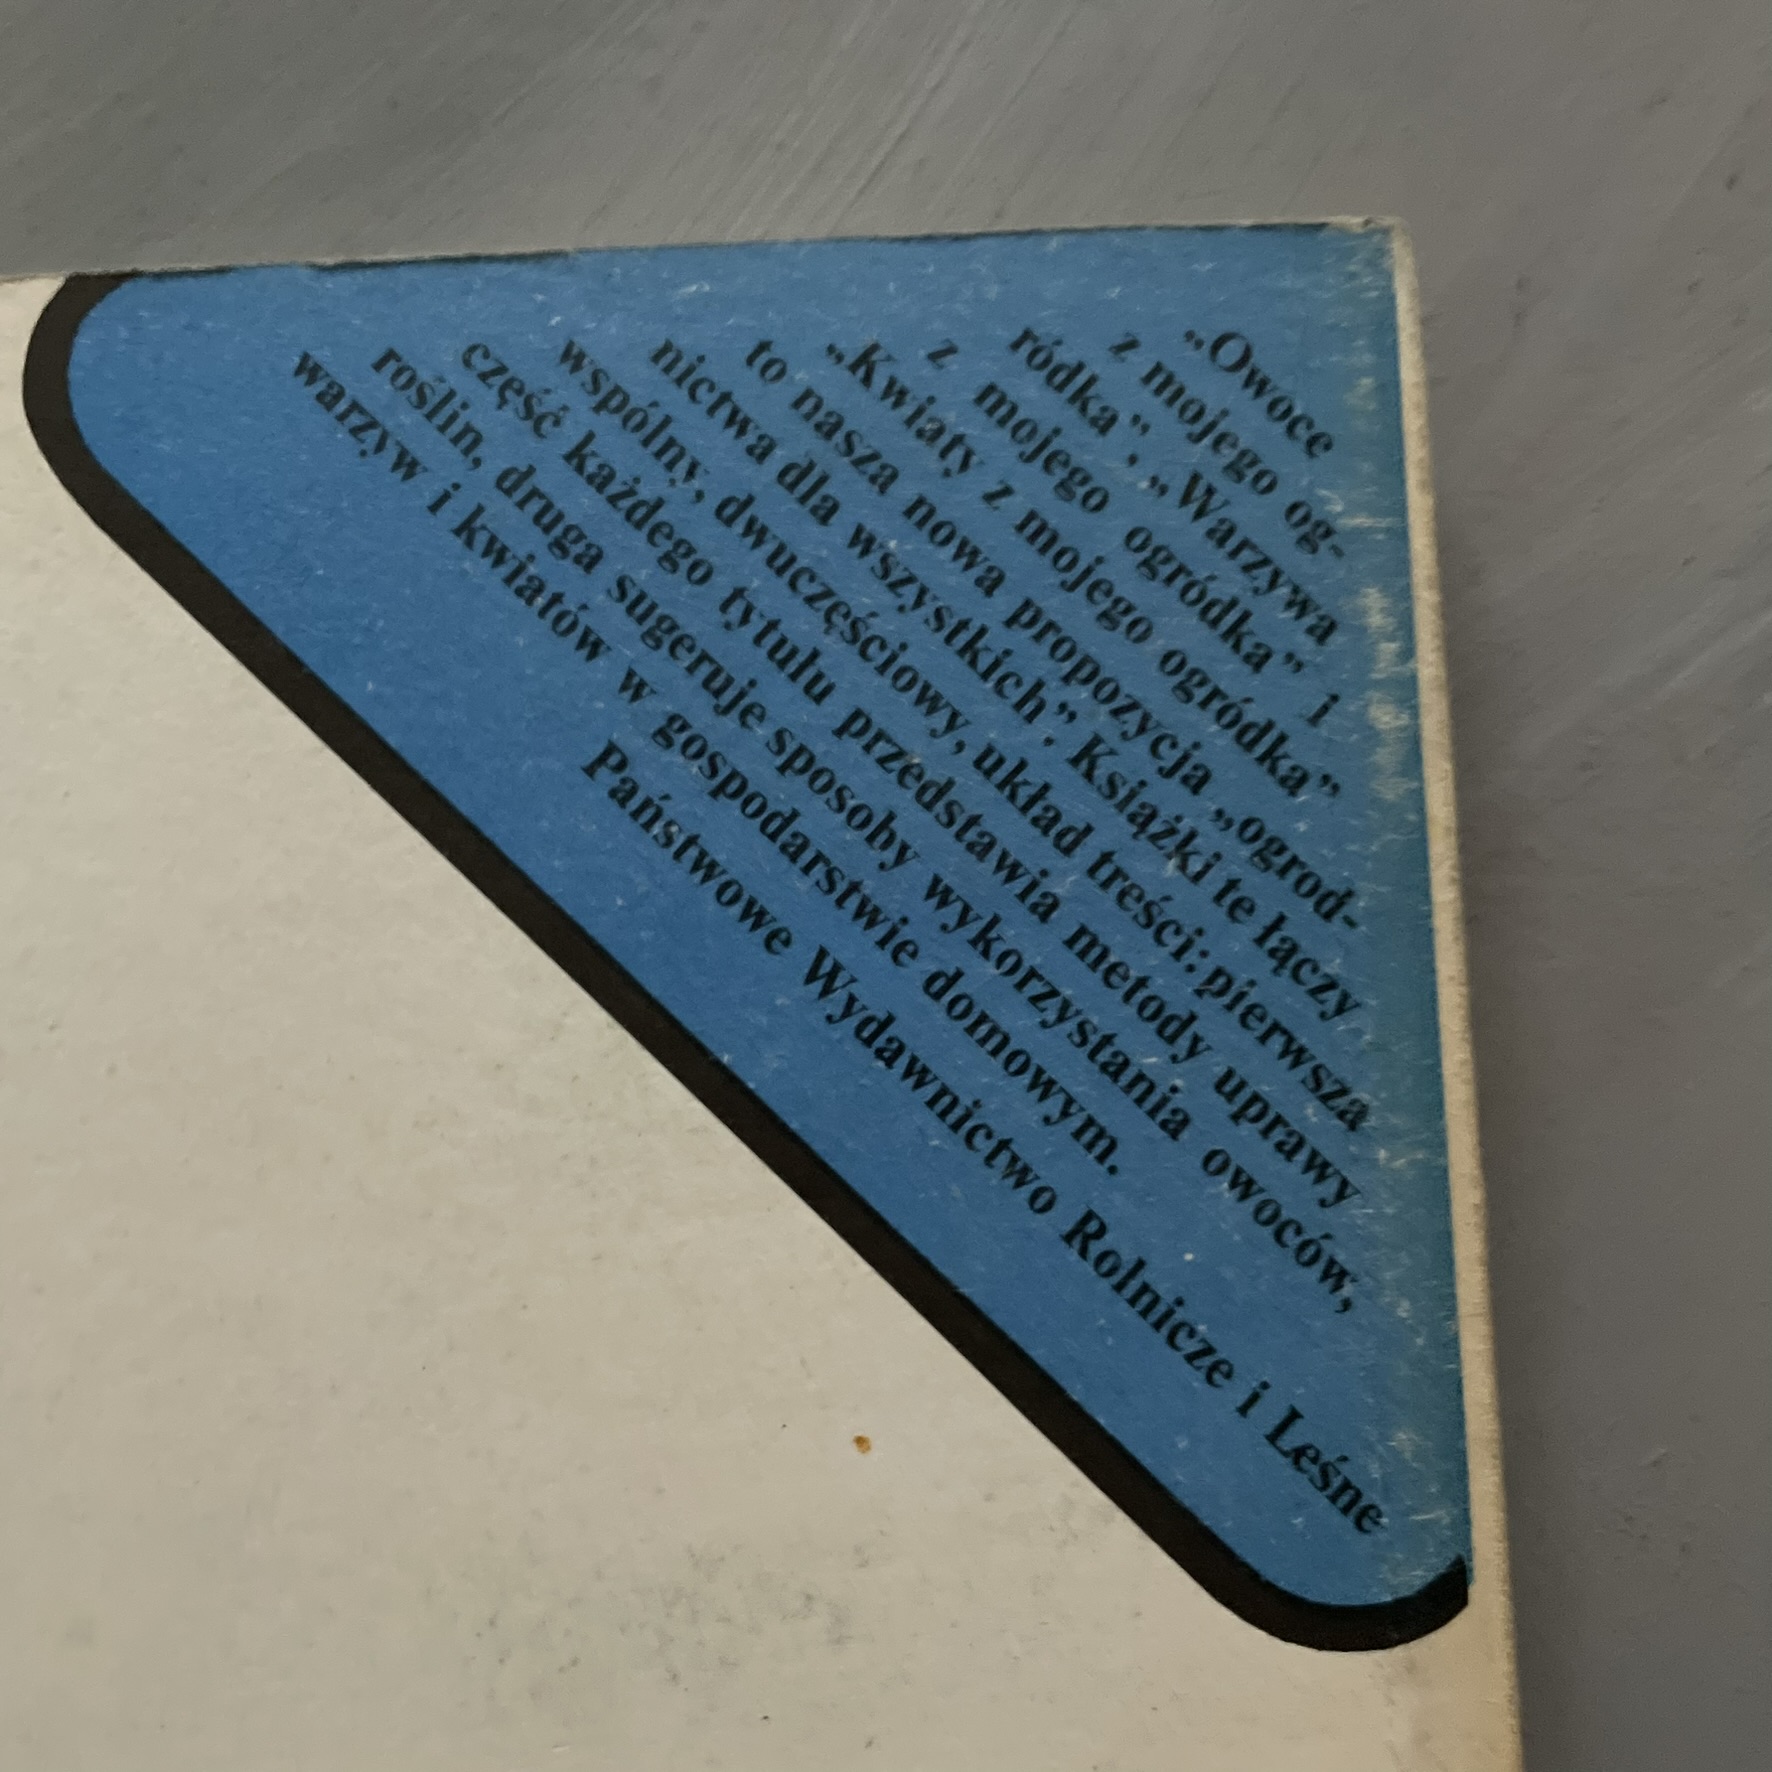 „Owoce
z mojego og-
ródka”, „Warzywa
z mojego ogródka” i
„Kwiaty z mojego ogródka”
to nasza nowa propozycja „ogrod-
nictwa dla wszystkich”. Książki te łączy
wspólny, dwuczęściowy, układ treści: pierwsza
część każdego tytułu przedstawia metody uprawy
roślin, druga sugeruje sposoby wykorzystania owoców,
warzyw i kwiatów w gospodarstwie domowym.
Państwowe Wydawnictwo Rolnicze i Leśne